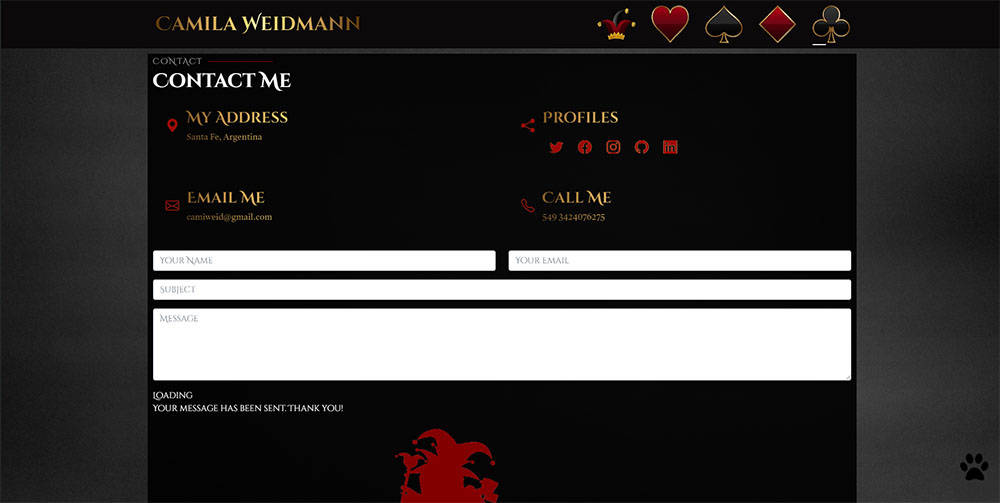 Camila Weidmann
Contact
Contact Me
My Address
Santa Fe, Argentina
Profiles
Email Me
camiweid@gmail.com
Call Me
549 3424076275
Your Name
Your Email
Subject
Message
Loading
Your message has been sent. Thank you!